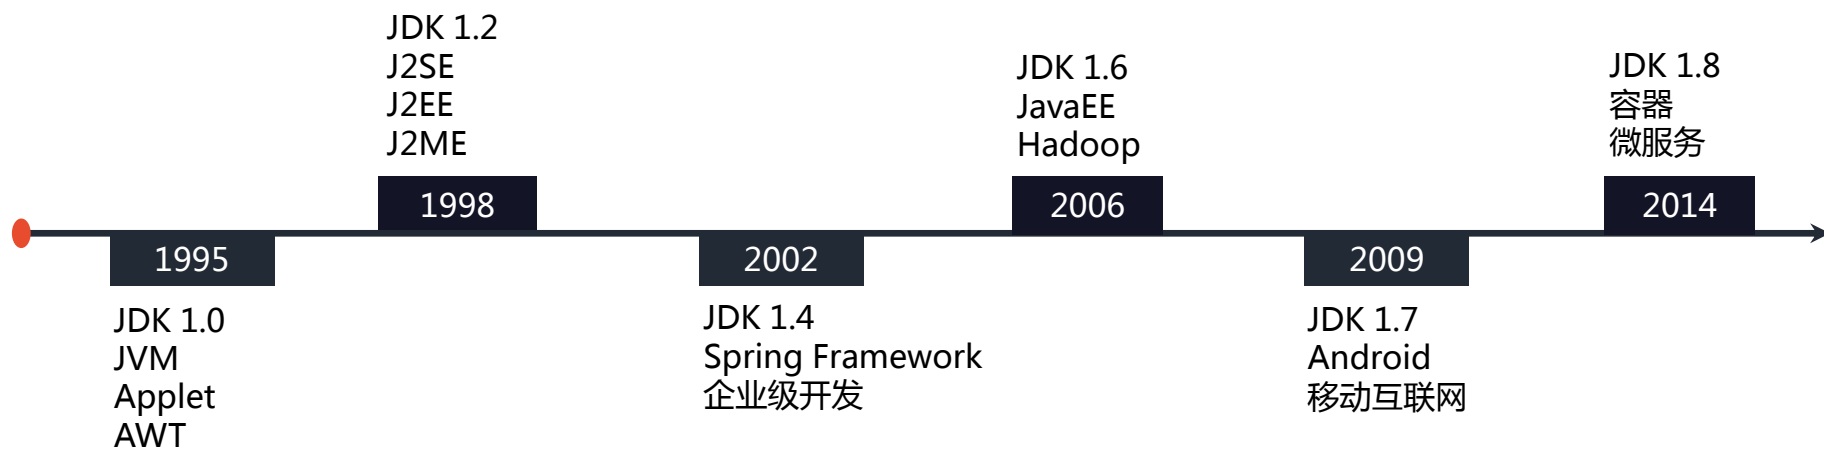 1995
JDK 1.0
JVM
Applet
AWT
JDK 1.2
J2SE
J2EE
J2ME
1998
2002
JDK 1.4
Spring Framework
企业级开发
JDK 1.6
JavaEE
Hadoop
2006
2009
JDK 1.7
Android
移动互联网
JDK 1.8
容器
微服务
2014